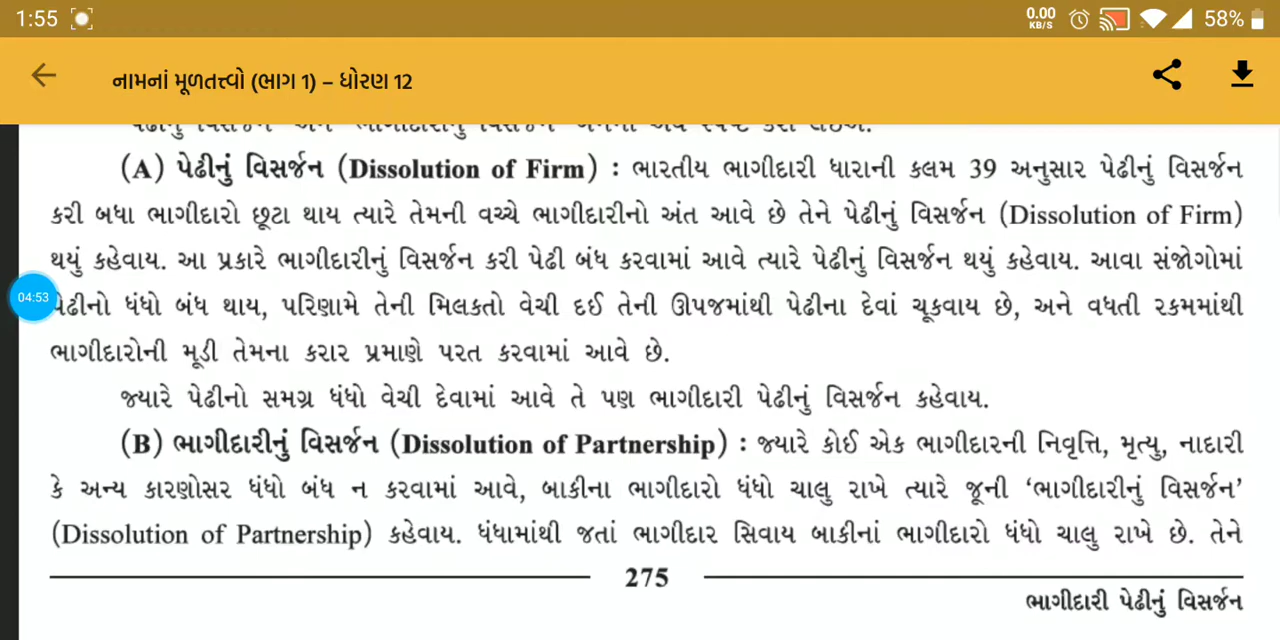 1:55
0.00 KB/S
58%
નામનાં મૂળતત્ત્વો (ભાગ 1) – ધોરણ 12
(A) પેઢીનું વિસર્જન (Dissolution of Firm) : ભારતીય ભાગીદારી ધારાની કલમ 39 અનુસાર પેઢીનું વિસર્જન
કરી બધા ભાગીદારો છૂટા થાય ત્યારે તેમની વચ્ચે ભાગીદારીનો અંત આવે છે તેને પેઢીનું વિસર્જન (Dissolution of Firm)
થયું કહેવાય. આ પ્રકારે ભાગીદારીનું વિસર્જન કરી પેઢી બંધ કરવામાં આવે ત્યારે પેઢીનું વિસર્જન થયું કહેવાય. આવા સંજોગોમાં
04:53
પેઢીનો ધંધો બંધ થાય, પરિણામે તેની મિલકતો વેચી દઈ તેની ઊપજમાંથી પેઢીના દેવાં ચૂકવાય છે, અને વધતી રકમમાંથી
ભાગીદારોની મૂડી તેમના કરાર પ્રમાણે પરત કરવામાં આવે છે.
જ્યારે પેઢીનો સમગ્ર ધંધો વેચી દેવામાં આવે તે પણ ભાગીદારી પેઢીનું વિસર્જન કહેવાય.
(B) ભાગીદારીનું વિસર્જન (Dissolution of Partnership) : જ્યારે કોઈ એક ભાગીદારની નિવૃત્તિ, મૃત્યુ, નાદારી
કે અન્ય કારણોસર ધંધો બંધ ન કરવામાં આવે, બાકીના ભાગીદારો ધંધો ચાલુ રાખે ત્યારે જૂની ‘ભાગીદારીનું વિસર્જન’
(Dissolution of Partnership) કહેવાય. ધંધામાંથી જતાં ભાગીદાર સિવાય બાકીનાં ભાગીદારો ધંધો ચાલુ રાખે છે. તેને
275
ભાગીદારી પેઢીનું વિસર્જન